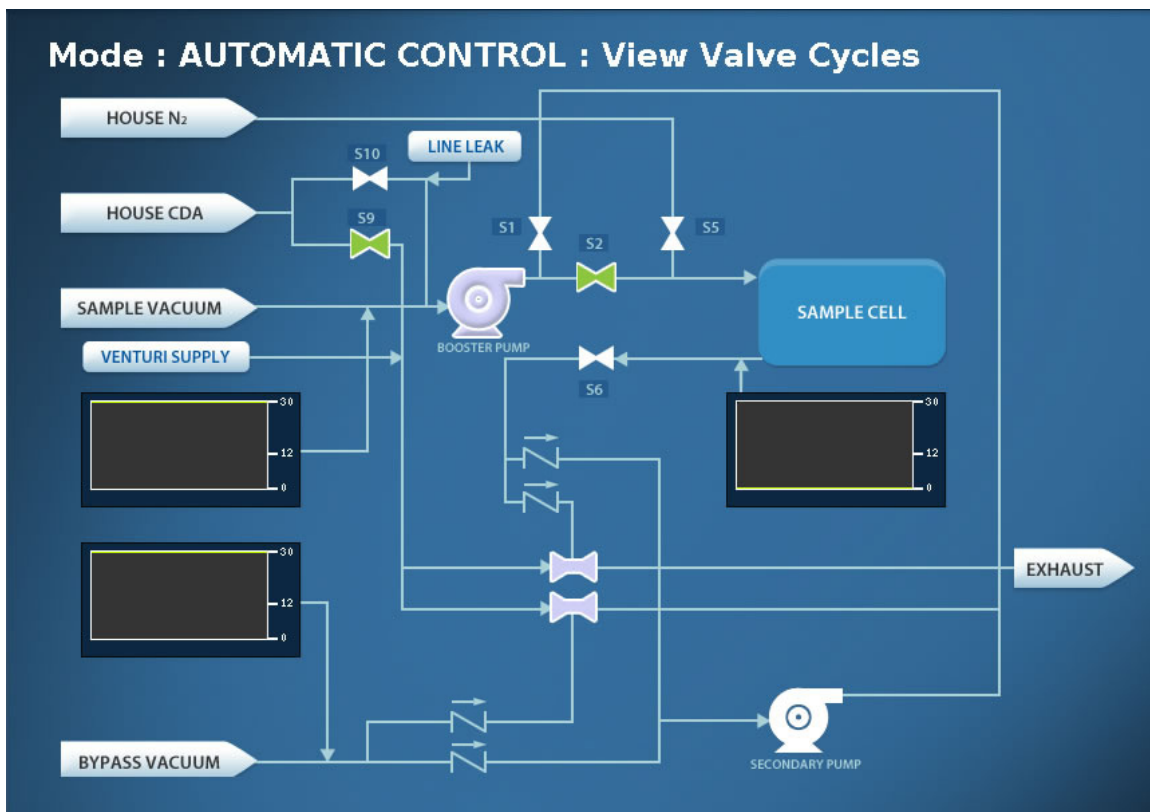 Mode : AUTOMATIC CONTROL : View Valve Cycles
HOUSE N₂
LINE LEAK
S10
HOUSE CDA
S9
S1
S2
S5
SAMPLE VACUUM
SAMPLE CELL
BOOSTER PUMP
VENTURI SUPPLY
S6
30
12
0
30
12
0
30
12
0
EXHAUST
BYPASS VACUUM
SECONDARY PUMP